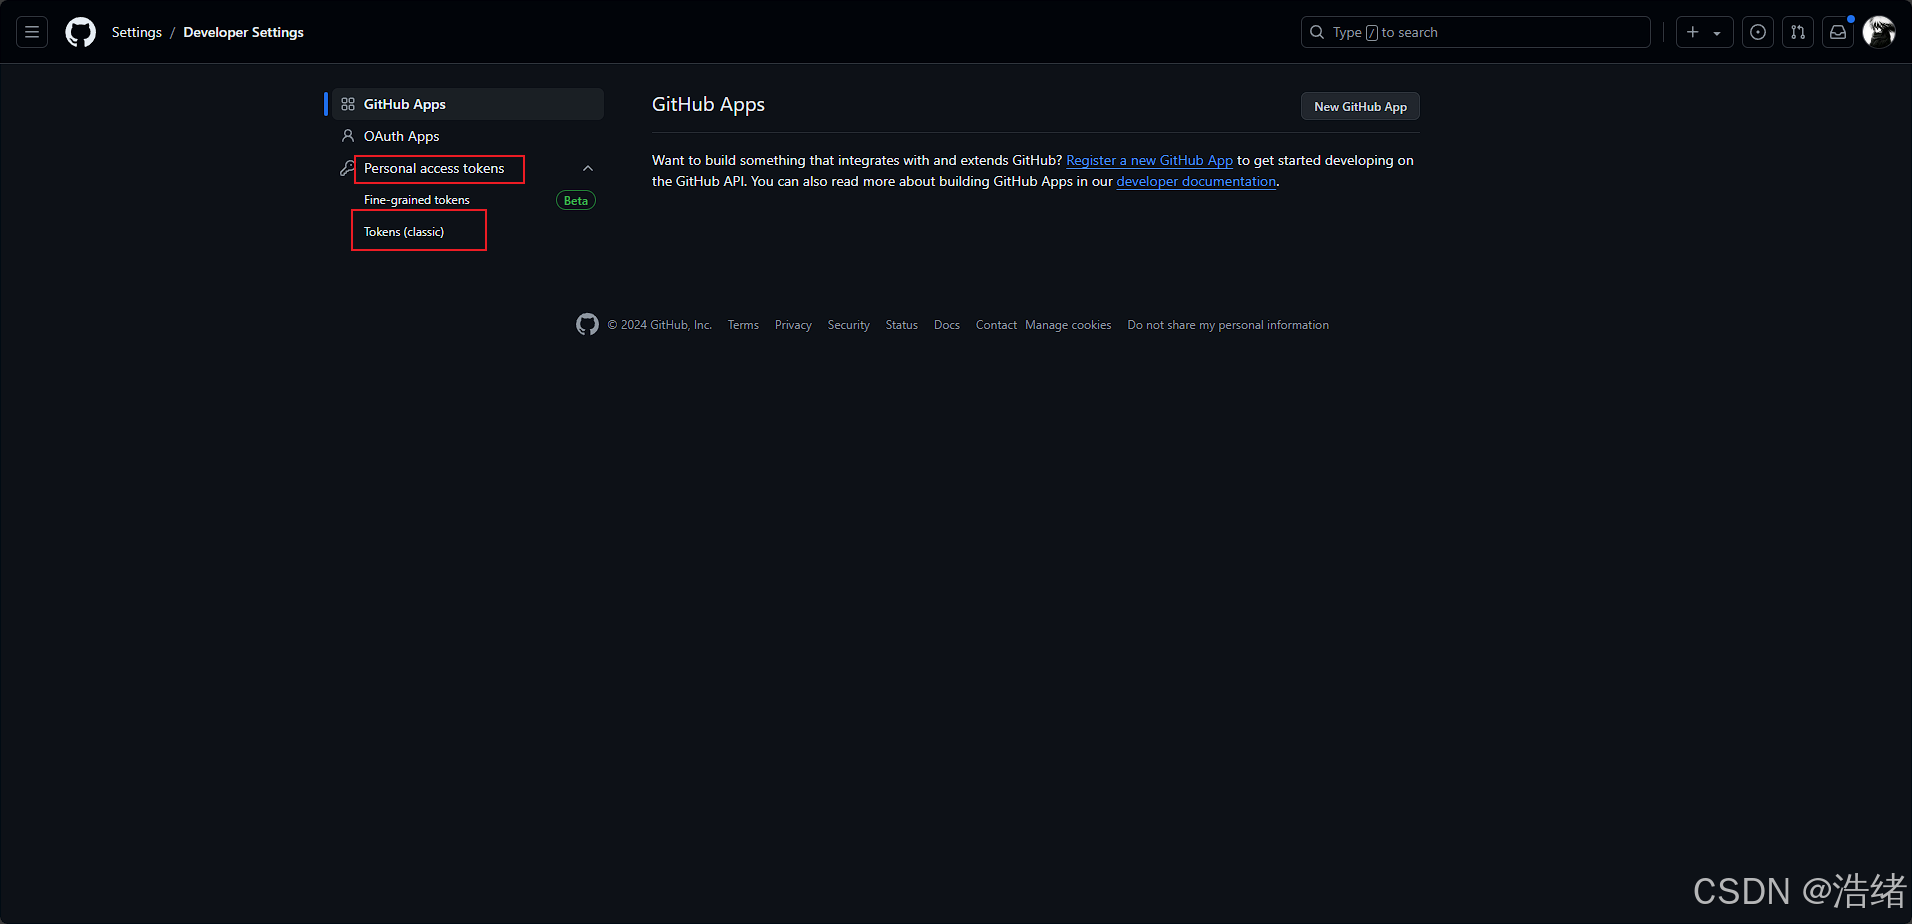 Settings / Developer Settings
Type / to search
GitHub Apps
OAuth Apps
Personal access tokens
Fine-grained tokens Beta
Tokens (classic)
GitHub Apps
New GitHub App
Want to build something that integrates with and extends GitHub? Register a new GitHub App to get started developing on
the GitHub API. You can also read more about building GitHub Apps in our developer documentation.
© 2024 GitHub, Inc. Terms Privacy Security Status Docs Contact Manage cookies Do not share my personal information
CSDN @浩绪